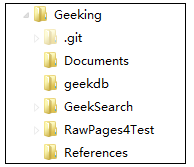 Geeking
.git
Documents
geekdb
GeekSearch
RawPages4Test
References